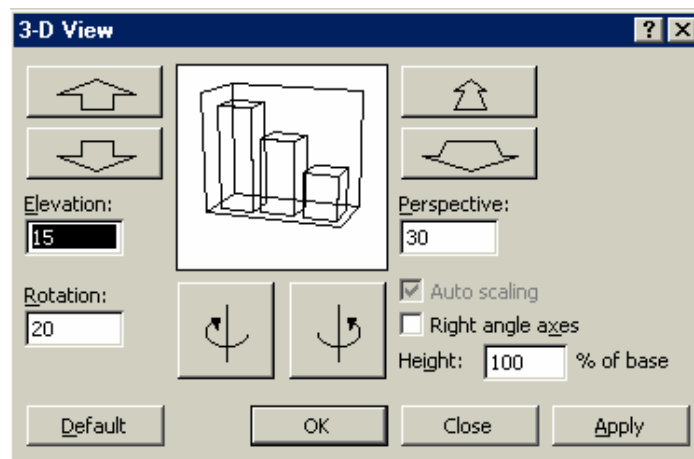 3-D View
Elevation:
15
Perspective:
30
Rotation:
20
Auto scaling
Right angle axes
Height: 100 % of base
Default OK Close Apply